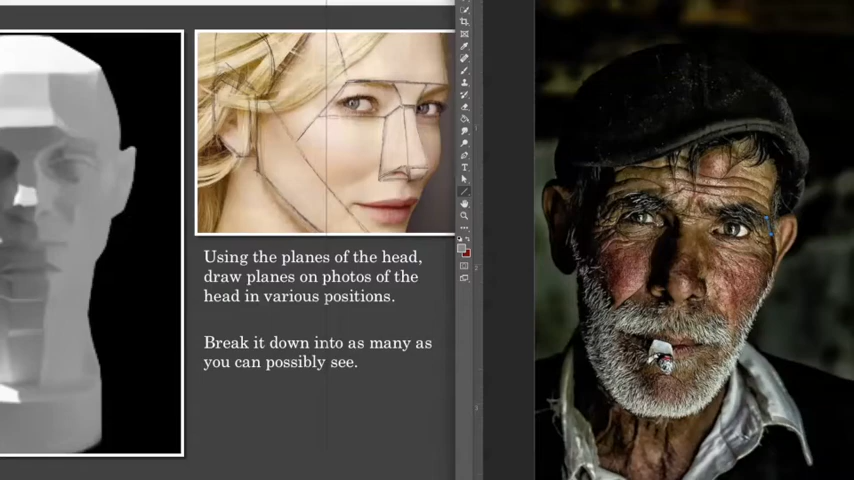 Using the planes of the head,
draw planes on photos of the
head in various positions.
Break it down into as many as
you can possibly see.